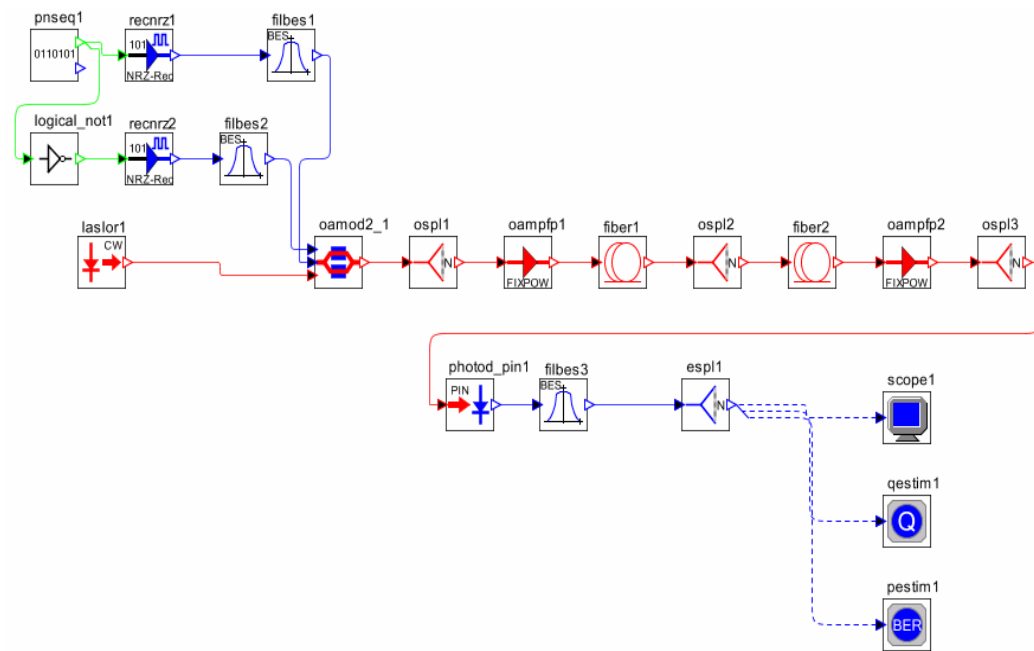 pnseq1
recnrz1
filbes1
0110101
101
NRZ-Rec
BES
logical_not1
recnrz2
filbes2
101
NRZ-Rec
BES
laslor1
oamod2_1
ospl1
oampfp1
fiber1
ospl2
fiber2
oampfp2
ospl3
CW
N
FIXPOW
N
FIXPOW
N
photod_pin1
filbes3
espl1
scope1
PIN
BES
N
qestim1
Q
pestim1
BER